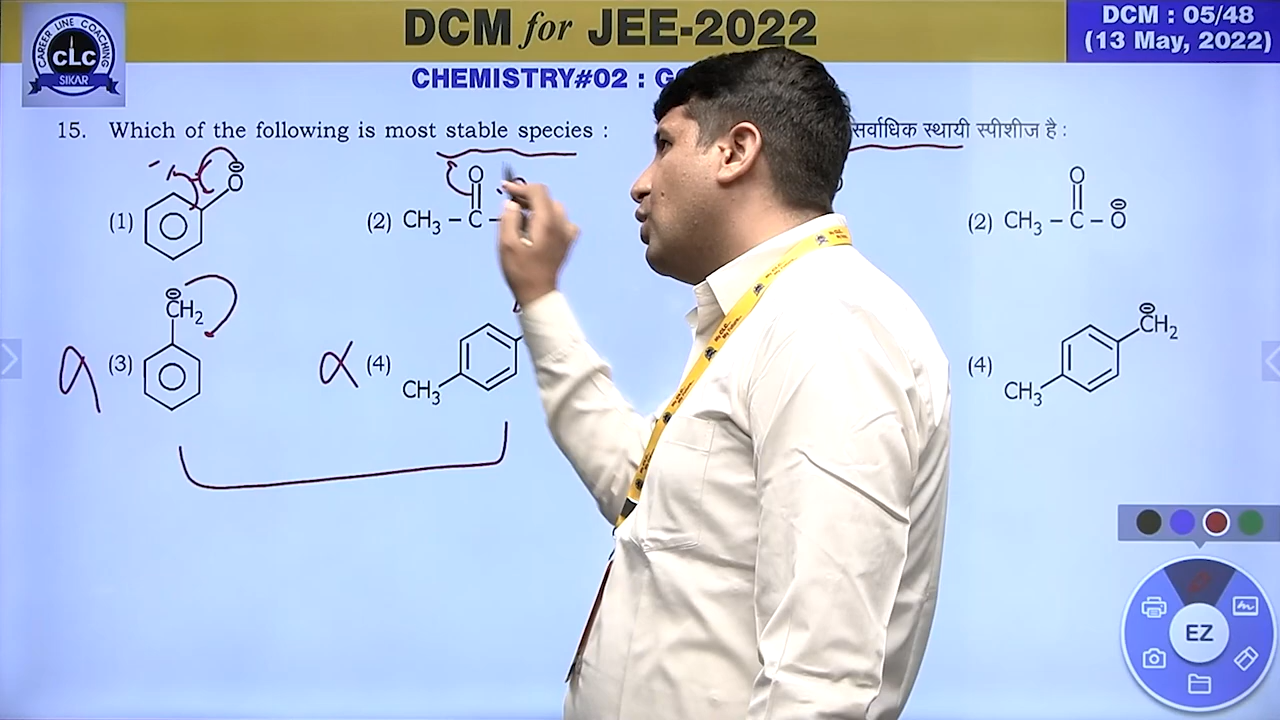 DCM for JEE-2022
DCM : 05/48
(13 May, 2022)
CAREER LINE COACHING
CLC
SIKAR
CHEMISTRY#02 :
15. Which of the following is most stable species :
सर्वाधिक स्थायी स्पीशीज है :
(1) O⊖
(2) CH3 – C –
O
(2) CH3 – C – O⊖
O
(3) ⊖CH2
(4) CH3
(4) ⊖CH2
CH3
EZ